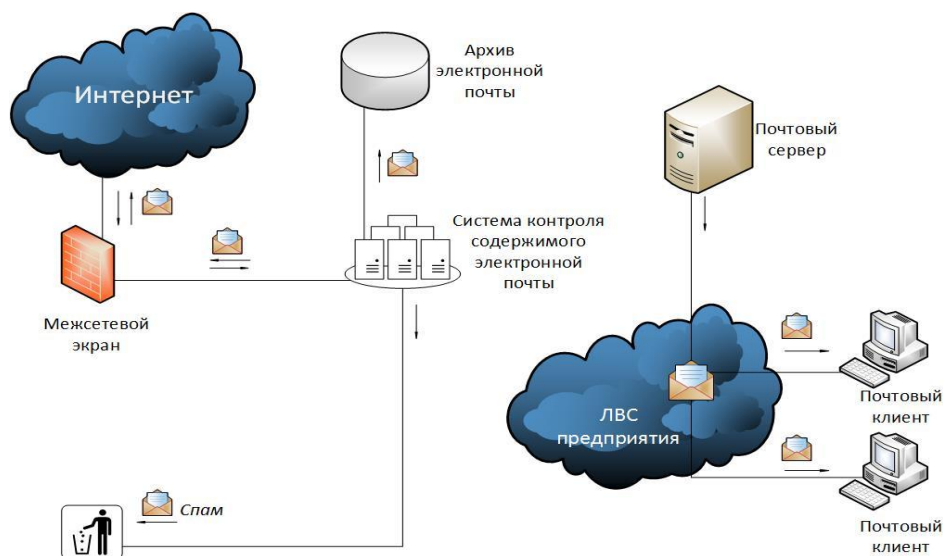 Интернет
Архив
электронной
почты
Почтовый
сервер
Система контроля
содержимого
электронной
почты
Межсетевой
экран
ЛВС
предприятия
Почтовый
клиент
Спам
Почтовый
клиент